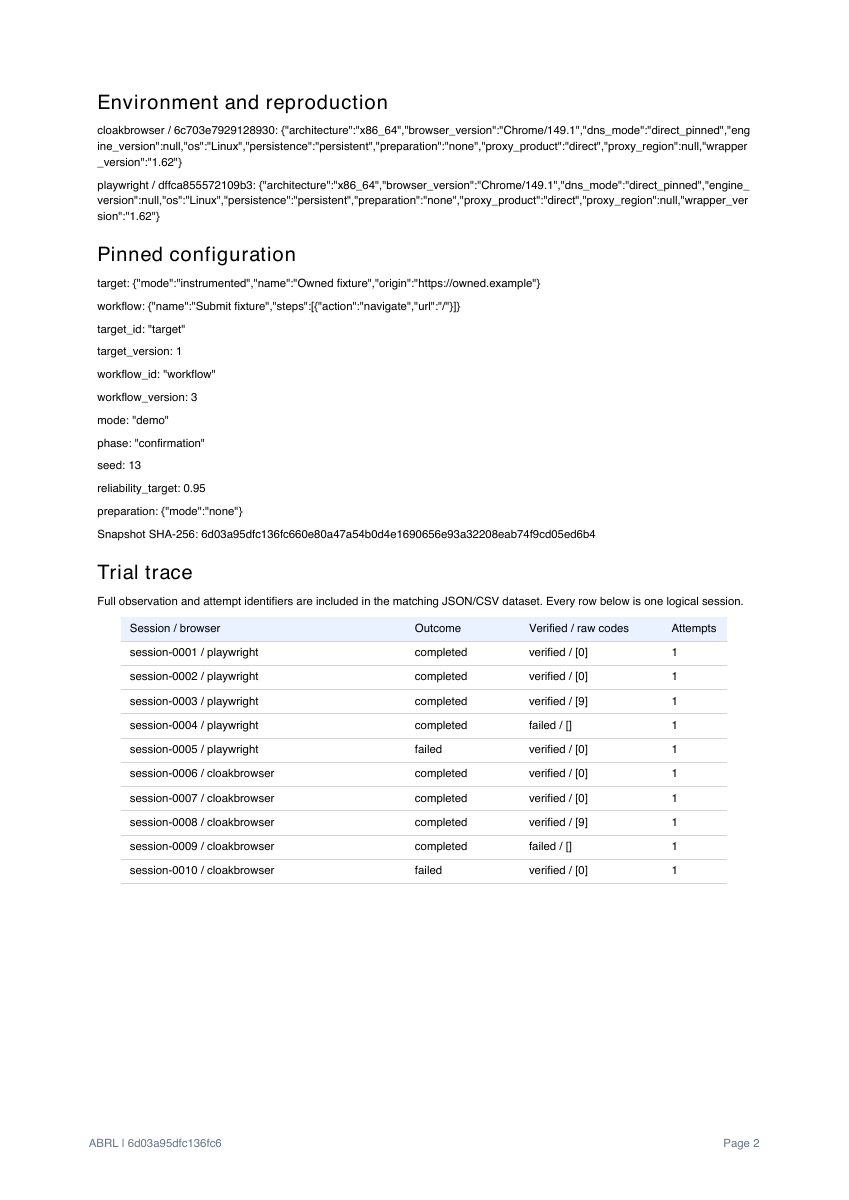 Environment and reproduction
cloakbrowser / 6c703e7929128930: {"architecture":"x86_64","browser_version":"Chrome/149.1","dns_mode":"direct_pinned","eng
ine_version":null,"os":"Linux","persistence":"persistent","preparation":"none","proxy_product":"direct","proxy_region":null,"wrapper
_version":"1.62"}
playwright / dffca855572109b3: {"architecture":"x86_64","browser_version":"Chrome/149.1","dns_mode":"direct_pinned","engine_
version":null,"os":"Linux","persistence":"persistent","preparation":"none","proxy_product":"direct","proxy_region":null,"wrapper_ver
sion":"1.62"}
Pinned configuration
target: {"mode":"instrumented","name":"Owned fixture","origin":"https://owned.example"}
workflow: {"name":"Submit fixture","steps":[{"action":"navigate","url":"/"}]}
target_id: "target"
target_version: 1
workflow_id: "workflow"
workflow_version: 3
mode: "demo"
phase: "confirmation"
seed: 13
reliability_target: 0.95
preparation: {"mode":"none"}
Snapshot SHA-256: 6d03a95dfc136fc660e80a47a54b0d4e1690656e93a32208eab74f9cd05ed6b4
Trial trace
Full observation and attempt identifiers are included in the matching JSON/CSV dataset. Every row below is one logical session.
Session / browser Outcome Verified / raw codes Attempts
session-0001 / playwright completed verified / [0] 1
session-0002 / playwright completed verified / [0] 1
session-0003 / playwright completed verified / [9] 1
session-0004 / playwright completed failed / [] 1
session-0005 / playwright failed verified / [0] 1
session-0006 / cloakbrowser completed verified / [0] 1
session-0007 / cloakbrowser completed verified / [0] 1
session-0008 / cloakbrowser completed verified / [9] 1
session-0009 / cloakbrowser completed failed / [] 1
session-0010 / cloakbrowser failed verified / [0] 1
ABRL | 6d03a95dfc136fc6 Page 2